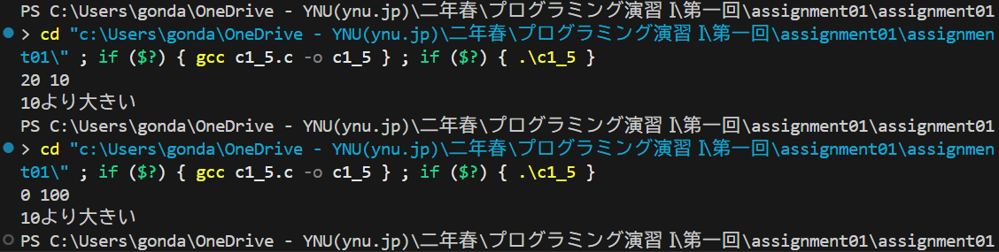 PS C:\Users\gonda\OneDrive - YNU(ynu.jp)\二年春\プログラミング演習 I\第一回\assignment01\assignment01
> cd "c:\Users\gonda\OneDrive - YNU(ynu.jp)\二年春\プログラミング演習 I\第一回\assignment01\assignmen
t01\" ; if ($?) { gcc c1_5.c -o c1_5 } ; if ($?) { .\c1_5 }
20 10
10より大きい
PS C:\Users\gonda\OneDrive - YNU(ynu.jp)\二年春\プログラミング演習 I\第一回\assignment01\assignment01
> cd "c:\Users\gonda\OneDrive - YNU(ynu.jp)\二年春\プログラミング演習 I\第一回\assignment01\assignmen
t01\" ; if ($?) { gcc c1_5.c -o c1_5 } ; if ($?) { .\c1_5 }
0 100
10より大きい
PS C:\Users\gonda\OneDrive - YNU(ynu.jp)\二年春\プログラミング演習 I\第一回\assignment01\assignment01